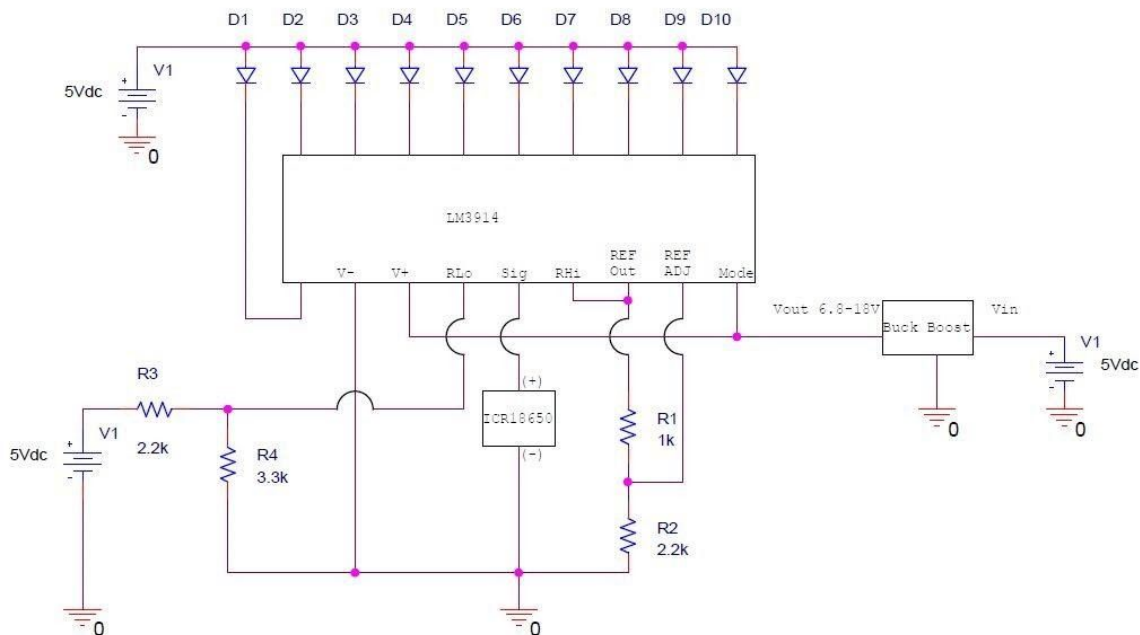 D1 D2 D3 D4 D5 D6 D7 D8 D9 D10
V1
+
5Vdc
-
0
LM3914
V- V+ RLo Sig RHi REF Out REF ADJ Mode
Vout 6.8-18V
Buck Boost
Vin
V1
+
5Vdc
-
0
0
R3
2.2k
V1
+
5Vdc
-
0
R4
3.3k
(+)
ICR18650
(-)
R1
1k
R2
2.2k
0